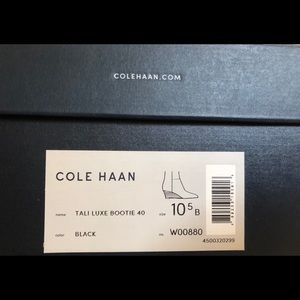 COLEHAAN.COM
COLE HAAN
name TALI LUXE BOOTIE 40 size 10 5 B
color BLACK no. W00880
4500320299